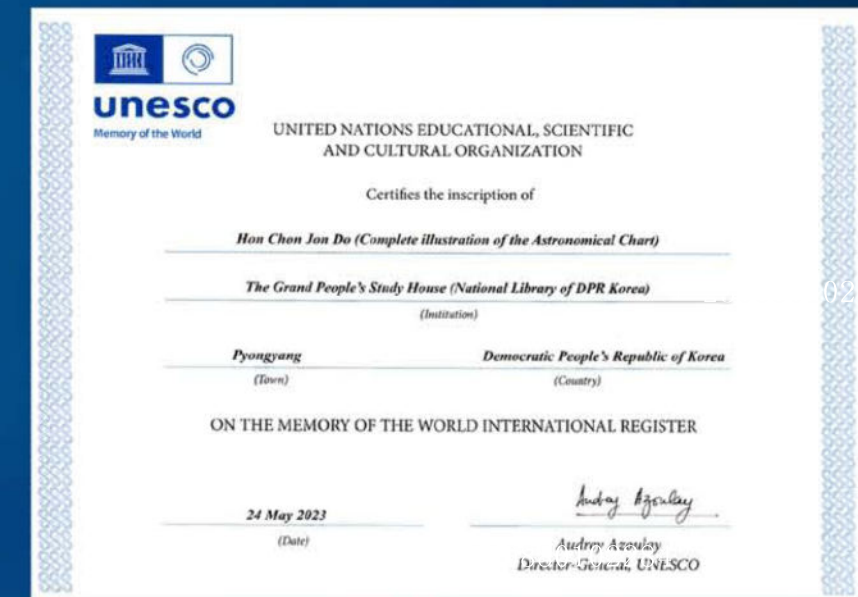 unesco
Memory of the World
UNITED NATIONS EDUCATIONAL, SCIENTIFIC
AND CULTURAL ORGANIZATION
Certifies the inscription of
Hon Chon Jon Do (Complete illustration of the Astronomical Chart)
The Grand People's Study House (National Library of DPR Korea)
(Institution)
Pyongyang Democratic People's Republic of Korea
(Town) (Country)
ON THE MEMORY OF THE WORLD INTERNATIONAL REGISTER
Audrey Azoulay
24 May 2023
(Date)
Audrey Azoulay
Director-General, UNESCO